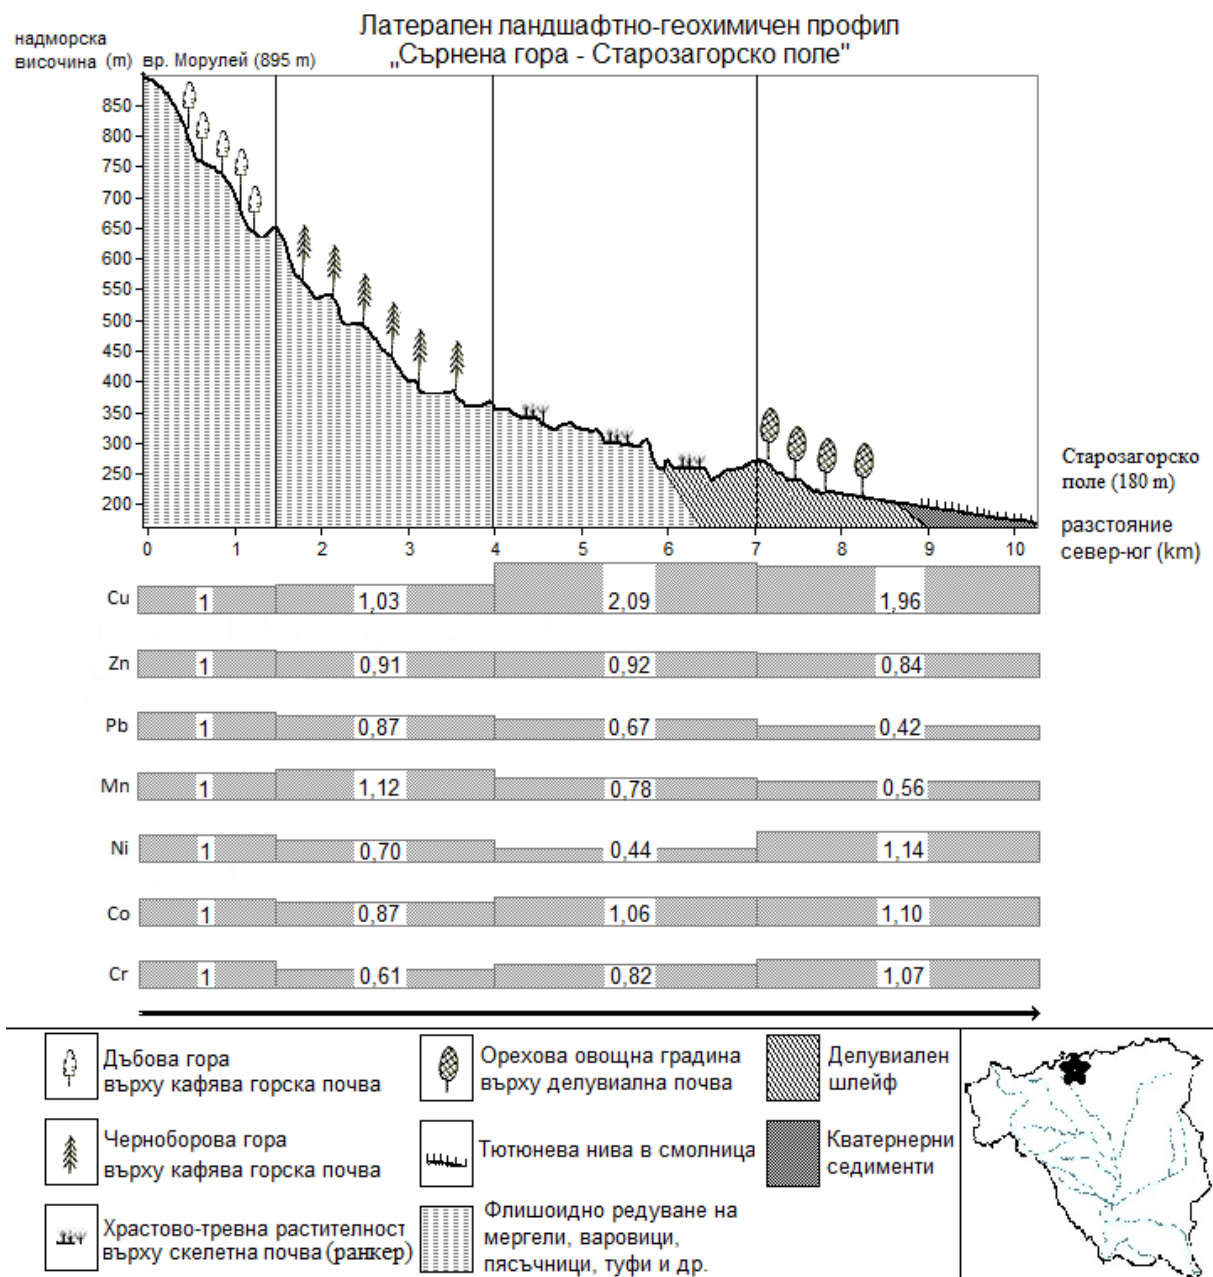 Латерален ландшафтно-геохимичен профил
„Сърнена гора - Старозагорско поле"
надморска
височина (m) вр. Морулей (895 m)
850
800
750
700
650
600
550
500
450
400
350
300
250
200
Старозагорско
поле (180 m)
разстояние
север-юг (km)
0 1 2 3 4 5 6 7 8 9 10
Cu 1 1,03 2,09 1,96
Zn 1 0,91 0,92 0,84
Pb 1 0,87 0,67 0,42
Mn 1 1,12 0,78 0,56
Ni 1 0,70 0,44 1,14
Co 1 0,87 1,06 1,10
Cr 1 0,61 0,82 1,07
Дъбова гора
върху кафява горска почва
Черноборова гора
върху кафява горска почва
Храстово-тревна растителност
върху скелетна почва (ранкер)
Орехова овощна градина
върху делувиална почва
Тютюнева нива в смолница
Флишоидно редуване на
мергели, варовици,
пясъчници, туфи и др.
Делувиален
шлейф
Кватернерни
седименти